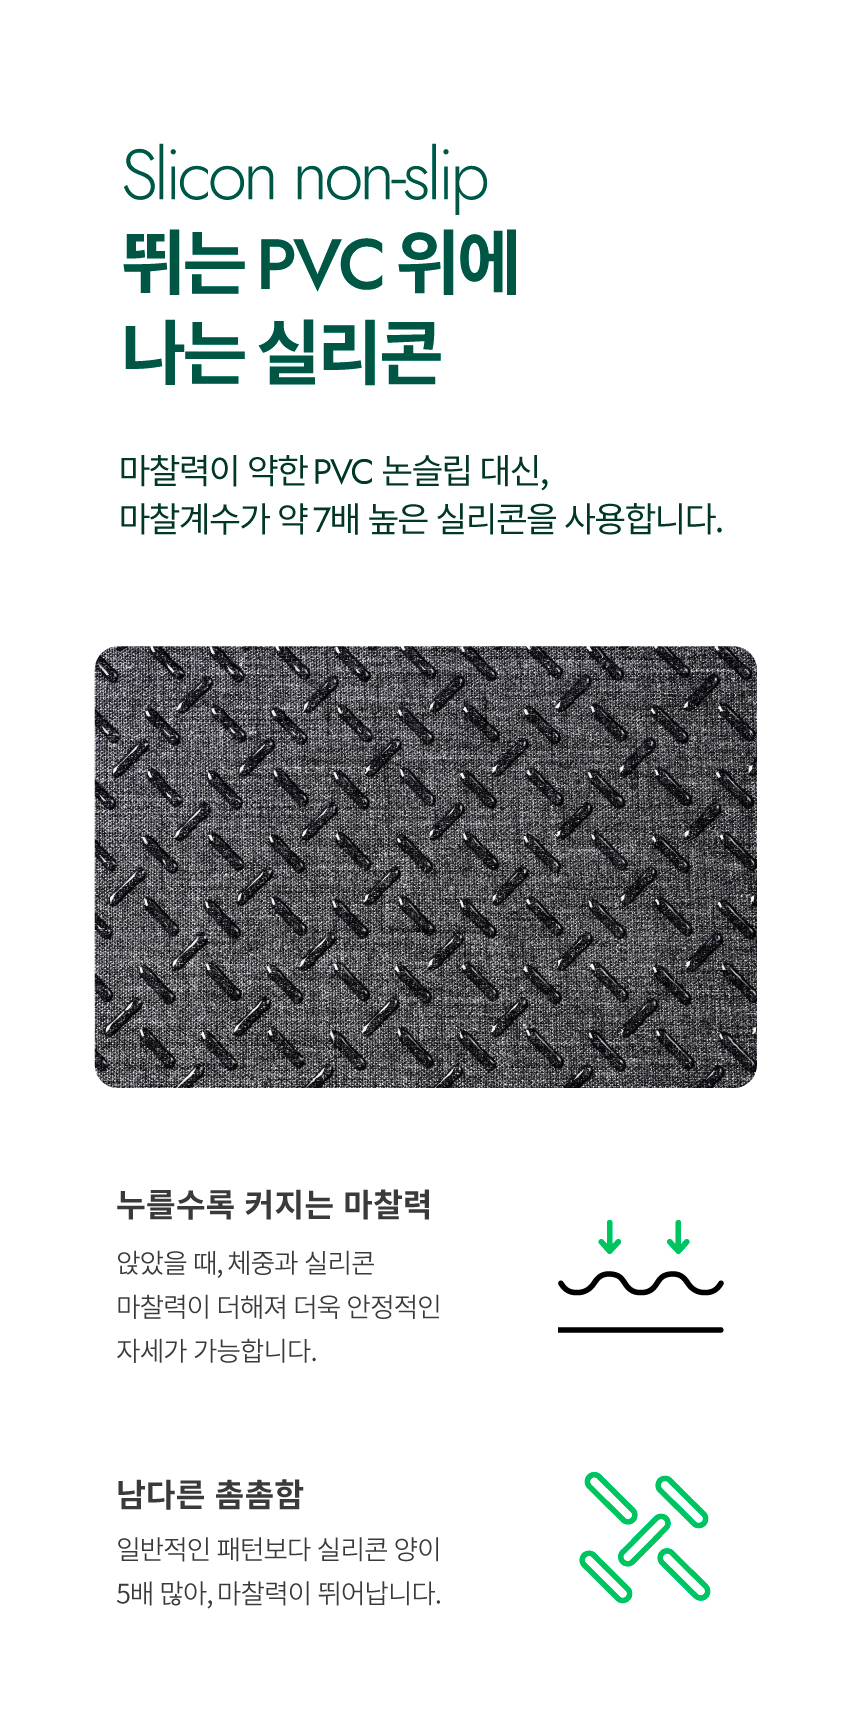 Slicon non-slip
뛰는 PVC 위에
나는 실리콘
마찰력이 약한 PVC 논슬립 대신,
마찰계수가 약 7배 높은 실리콘을 사용합니다.
누를수록 커지는 마찰력
앉았을 때, 체중과 실리콘
마찰력이 더해져 더욱 안정적인
자세가 가능합니다.
남다른 촘촘함
일반적인 패턴보다 실리콘 양이
5배 많아, 마찰력이 뛰어납니다.